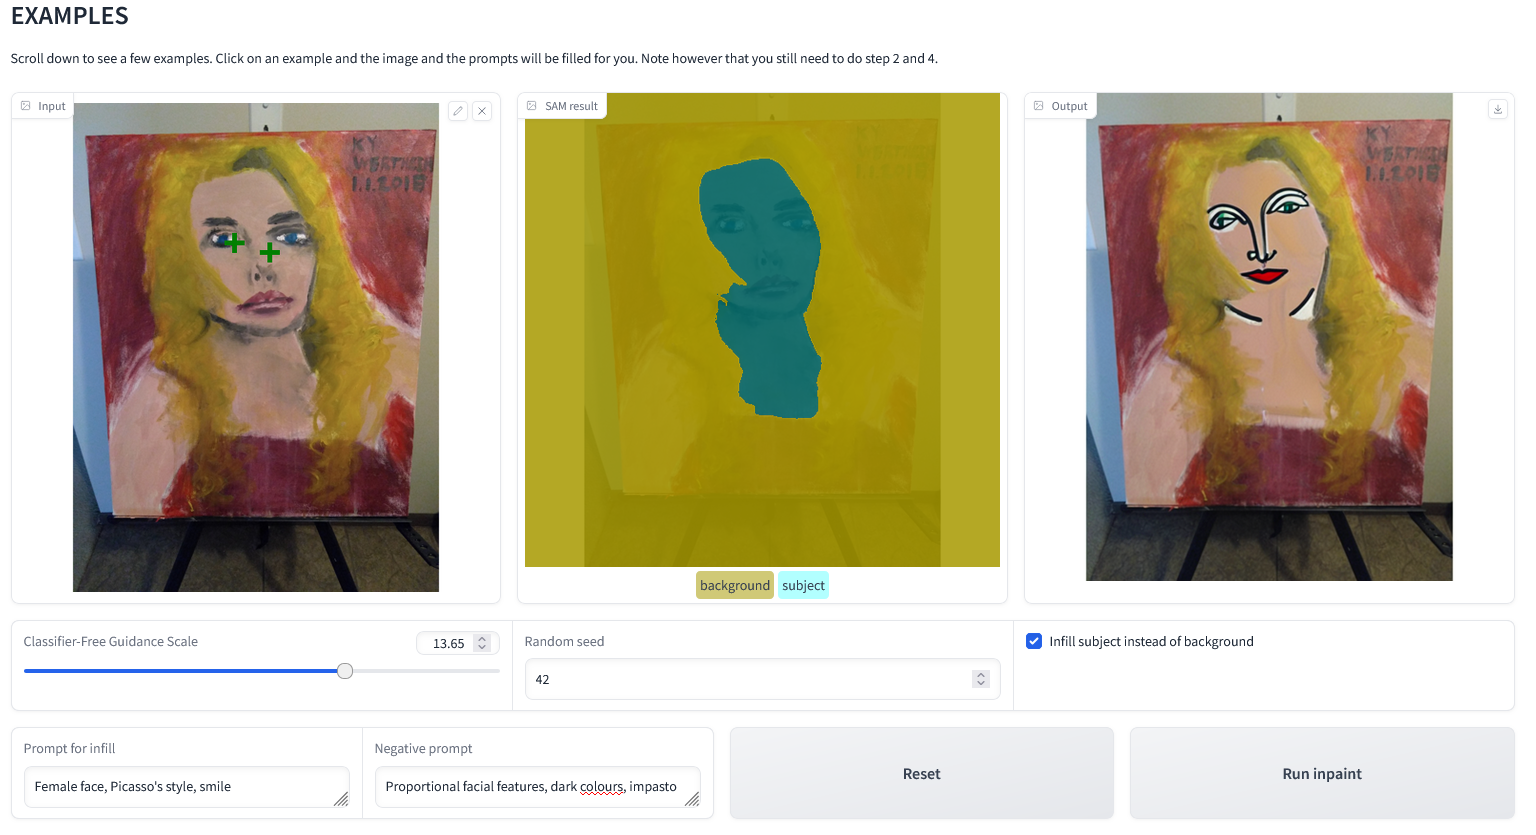 EXAMPLES
Scroll down to see a few examples. Click on an example and the image and the prompts will be filled for you. Note however that you still need to do step 2 and 4.
Input
SAM result
Output
KY
1.1.2018
KY
1.1.2018
background subject
Classifier-Free Guidance Scale
13.65
Random seed
42
Infill subject instead of background
Prompt for infill
Female face, Picasso's style, smile
Negative prompt
Proportional facial features, dark colours, impasto
Reset
Run inpaint